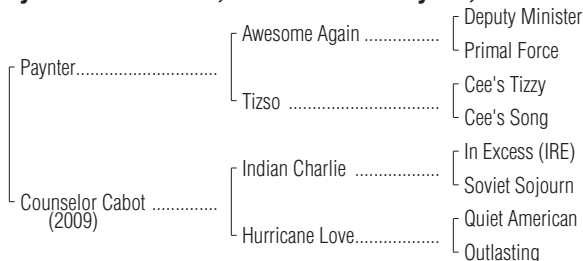 Deputy Minister
Awesome Again ................
Primal Force
Paynter..............................
Cee's Tizzy
Tizso ................................
Cee's Song
In Excess (IRE)
Indian Charlie ..................
Soviet Sojourn
Counselor Cabot ..............
(2009)
Quiet American
Hurricane Love..................
Outlasting